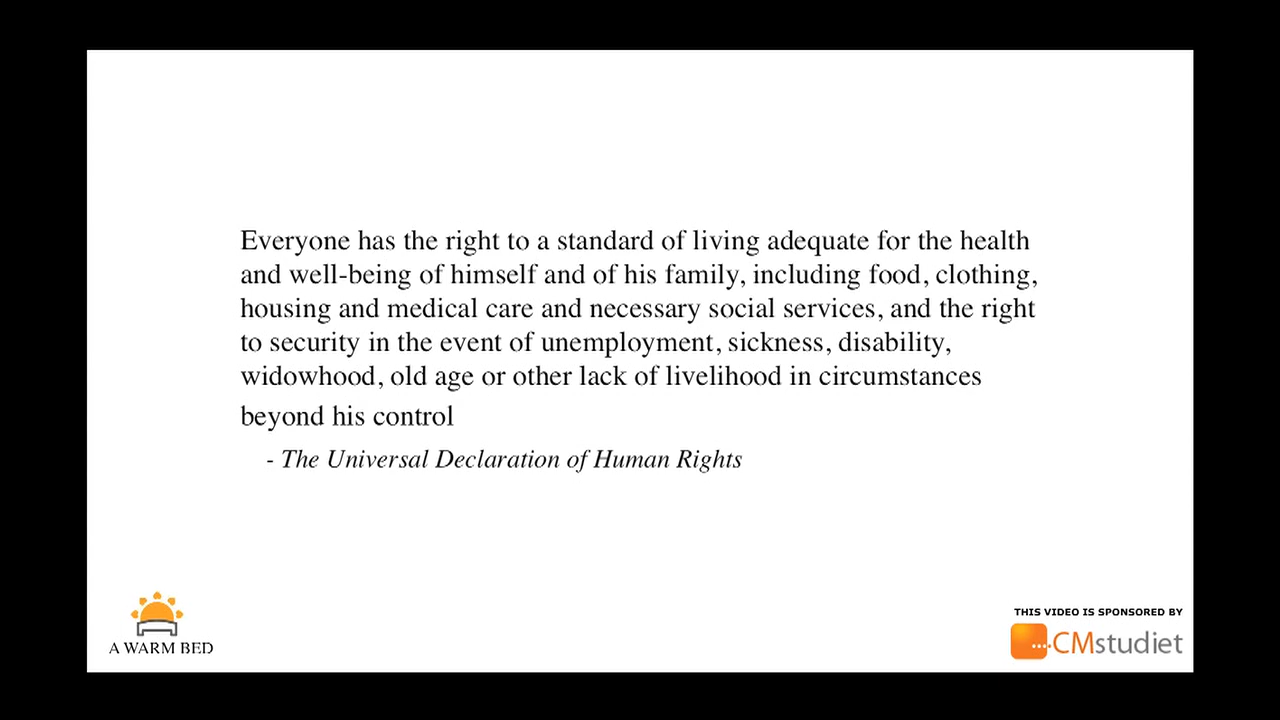 Everyone has the right to a standard of living adequate for the health
and well-being of himself and of his family, including food, clothing,
housing and medical care and necessary social services, and the right
to security in the event of unemployment, sickness, disability,
widowhood, old age or other lack of livelihood in circumstances
beyond his control
- The Universal Declaration of Human Rights
A WARM BED
THIS VIDEO IS SPONSORED BY
CMstudiet